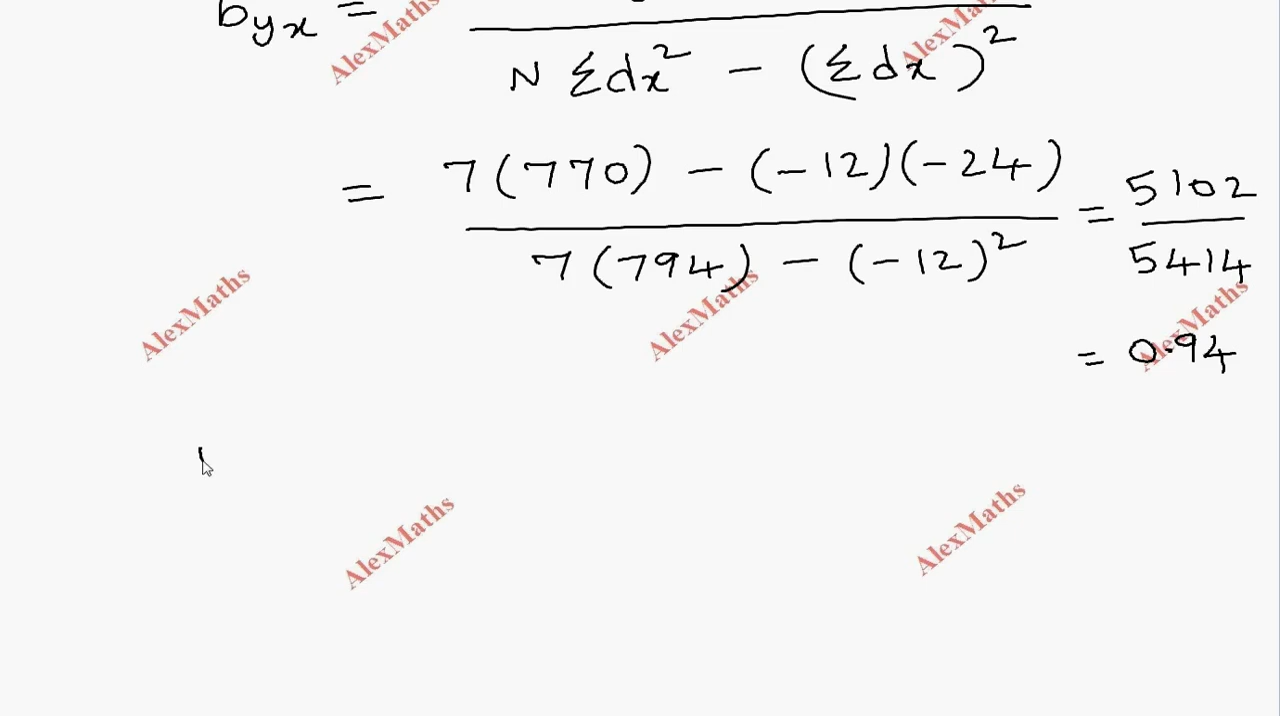 byx =
N Σdx² - (Σdx)²
= 7(770) - (-12)(-24) / 7(794) - (-12)² = 5102 / 5414
= 0.94
AlexMaths
AlexMaths
AlexMaths
AlexMaths
AlexMaths
AlexMaths
AlexMaths